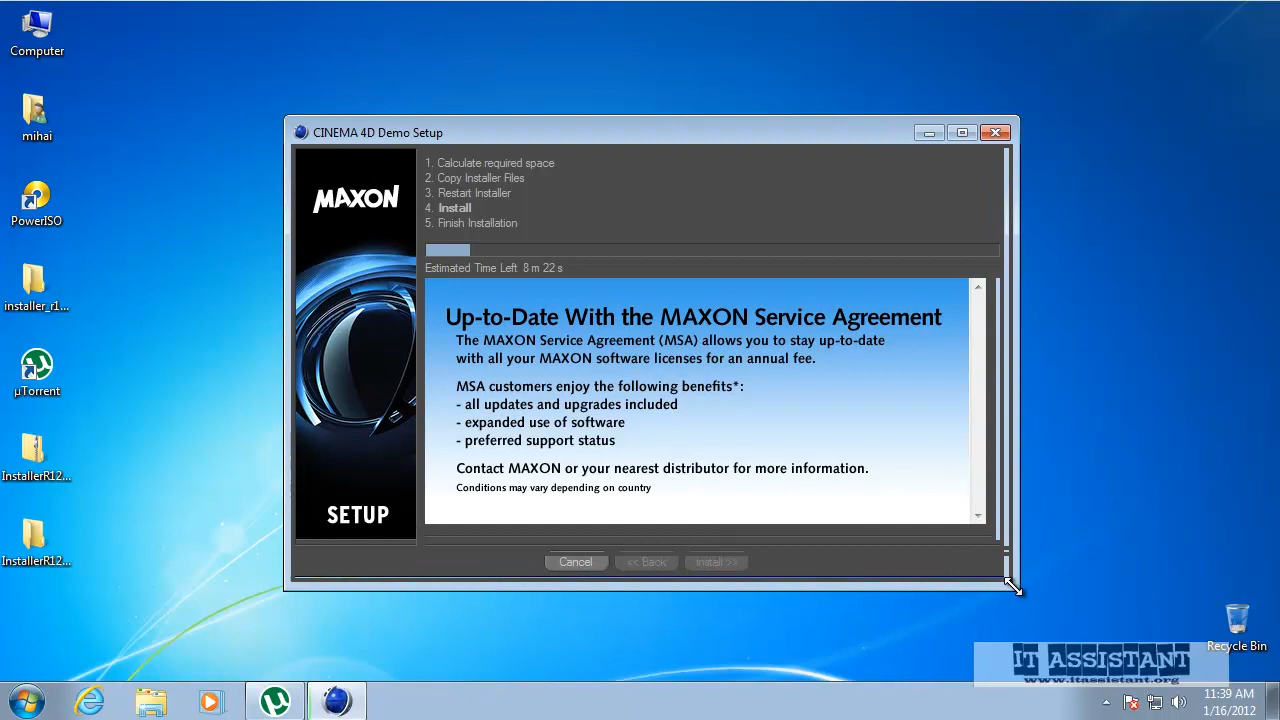 Computer
mihai
PowerISO
installer_r1...
µTorrent
InstallerR12...
InstallerR12...
CINEMA 4D Demo Setup
MAXON
SETUP
1. Calculate required space
2. Copy Installer Files
3. Restart Installer
4. Install
5. Finish Installation
Estimated Time Left 8 m 22 s
Up-to-Date With the MAXON Service Agreement
The MAXON Service Agreement (MSA) allows you to stay up-to-date
with all your MAXON software licenses for an annual fee.
MSA customers enjoy the following benefits*:
- all updates and upgrades included
- expanded use of software
- preferred support status
Contact MAXON or your nearest distributor for more information.
Conditions may vary depending on country
Cancel
<< Back
Install >>
Recycle Bin
IT ASSISTANT
www.itassistant.org
11:39 AM
1/16/2012